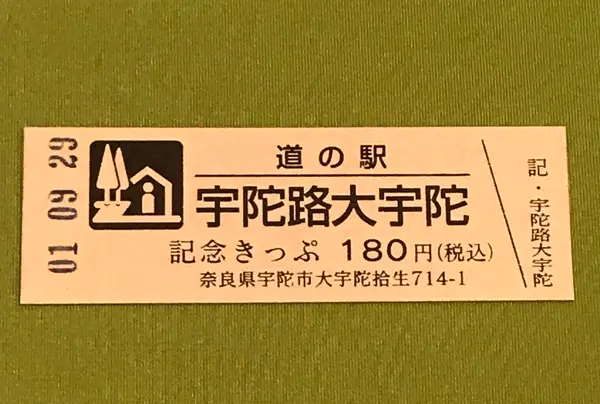 01 09 29
道の駅
宇陀路大宇陀
記念きっぷ 180円(税込)
奈良県宇陀市大宇陀拾生714-1
記・宇陀路大宇陀